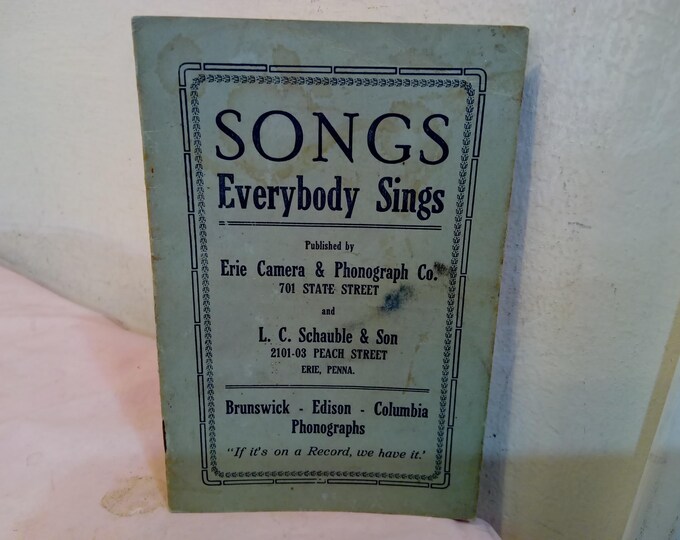 SONGS
Everybody Sings
Published by
Erie Camera & Phonograph Co.
701 STATE STREET
and
L. C. Schauble & Son
2101-03 PEACH STREET
ERIE, PENNA.
Brunswick - Edison - Columbia
Phonographs
"If it's on a Record, we have it.'